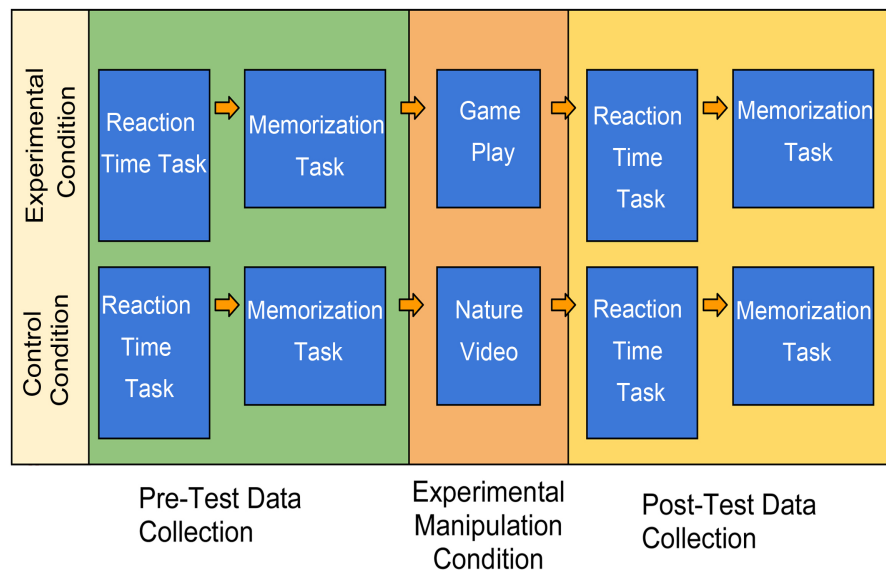 Experimental
Condition
Reaction
Time Task
Memorization
Task
Game
Play
Reaction
Time
Task
Memorization
Task
Control
Condition
Reaction
Time
Task
Memorization
Task
Nature
Video
Reaction
Time
Task
Memorization
Task
Pre-Test Data
Collection
Experimental
Manipulation
Condition
Post-Test Data
Collection